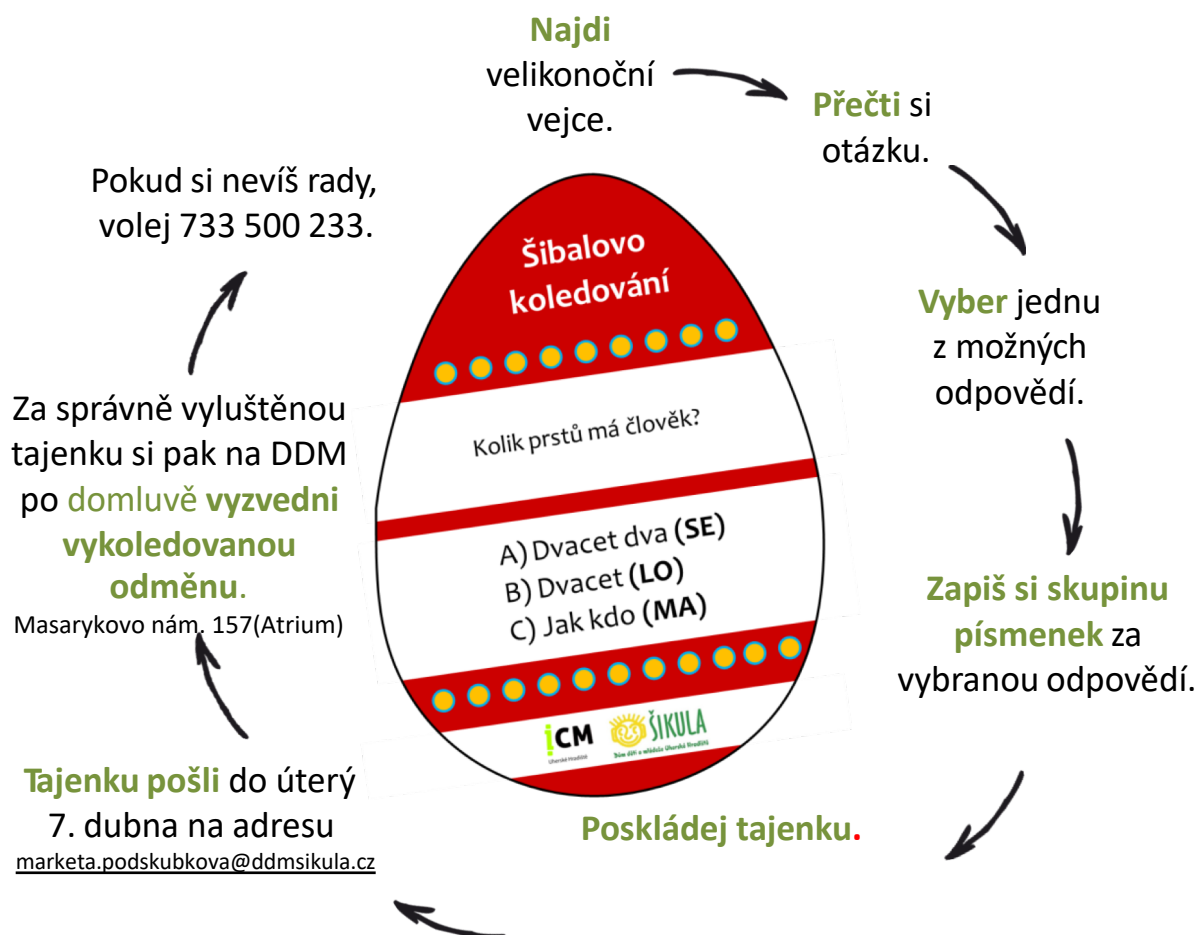 Najdi
velikonoční
vejce.
Přečti si
otázku.
Vyber jednu
z možných
odpovědí.
Zapiš si skupinu
písmenek za
vybranou odpovědí.
Poskládej tajenku.
Tajenku pošli do úterý
7. dubna na adresu
marketa.podskubkova@ddmsikula.cz
Za správně vyluštěnou
tajenku si pak na DDM
po domluvě vyzvedni
vykoledovanou
odměnu.
Masarykovo nám. 157(Atrium)
Pokud si nevíš rady,
volej 733 500 233.
Šibalovo
koledování
Kolik prstů má člověk?
A) Dvacet dva (SE)
B) Dvacet (LO)
C) Jak kdo (MA)
iCM
Uherské Hradiště
ŠIKULA
Dům dětí a mládeže Uherské Hradiště